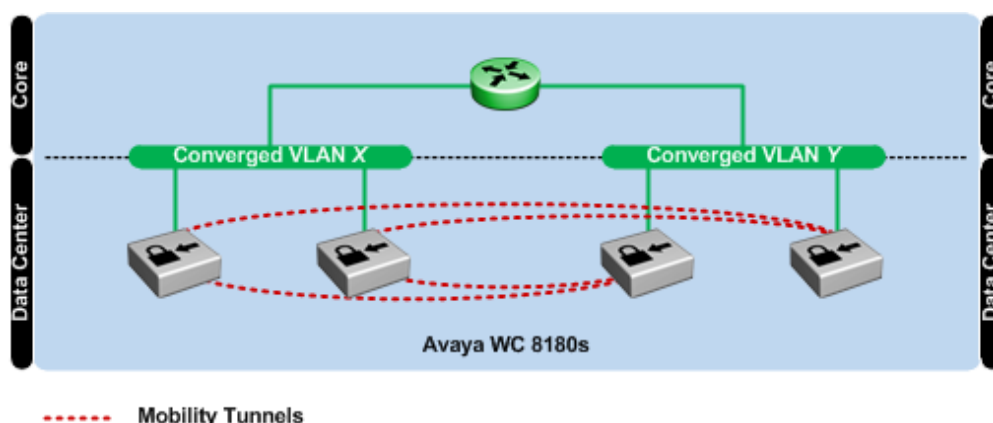 Core
Core
Converged VLAN X
Converged VLAN Y
Data Center
Data Center
Avaya WC 8180s
Mobility Tunnels